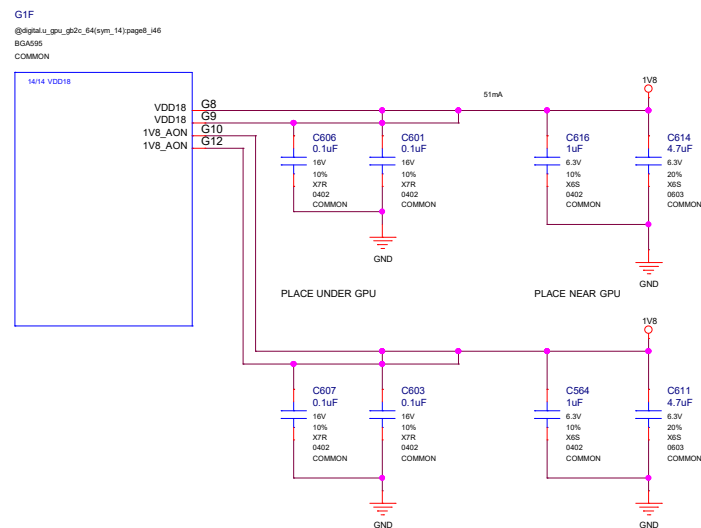 G1F
@digital.u_gpu_gb2c_64(sym_14):page8_i46
BGA595
COMMON
14/14 VDD18
VDD18 G8
VDD18 G9
1V8_AON G10
1V8_AON G12
51mA
1V8
C606
0.1uF
16V
10%
X7R
0402
COMMON
C601
0.1uF
16V
10%
X7R
0402
COMMON
C616
1uF
6.3V
10%
X6S
0402
COMMON
C614
4.7uF
6.3V
20%
X6S
0603
COMMON
GND
GND
PLACE UNDER GPU
PLACE NEAR GPU
1V8
C607
0.1uF
16V
10%
X7R
0402
COMMON
C603
0.1uF
16V
10%
X7R
0402
COMMON
C564
1uF
6.3V
10%
X6S
0402
COMMON
C611
4.7uF
6.3V
20%
X6S
0603
COMMON
GND
GND